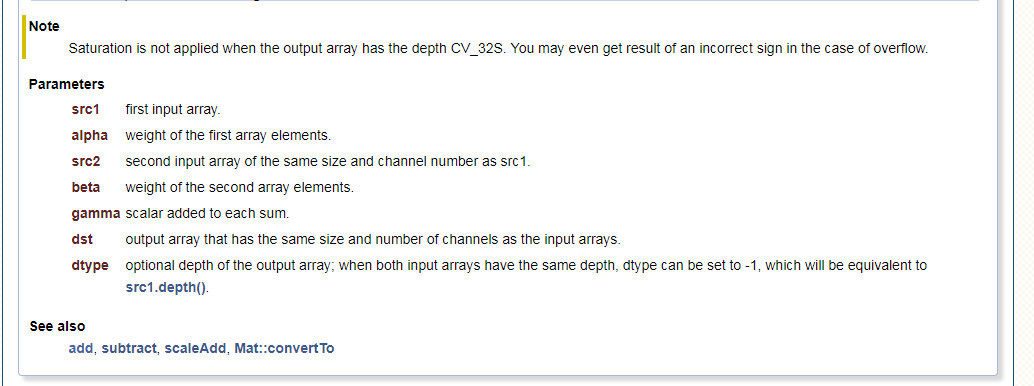 Note
Saturation is not applied when the output array has the depth CV_32S. You may even get result of an incorrect sign in the case of overflow.
Parameters
src1 first input array.
alpha weight of the first array elements.
src2 second input array of the same size and channel number as src1.
beta weight of the second array elements.
gamma scalar added to each sum.
dst output array that has the same size and number of channels as the input arrays.
dtype optional depth of the output array; when both input arrays have the same depth, dtype can be set to -1, which will be equivalent to
src1.depth().
See also
add, subtract, scaleAdd, Mat::convertTo